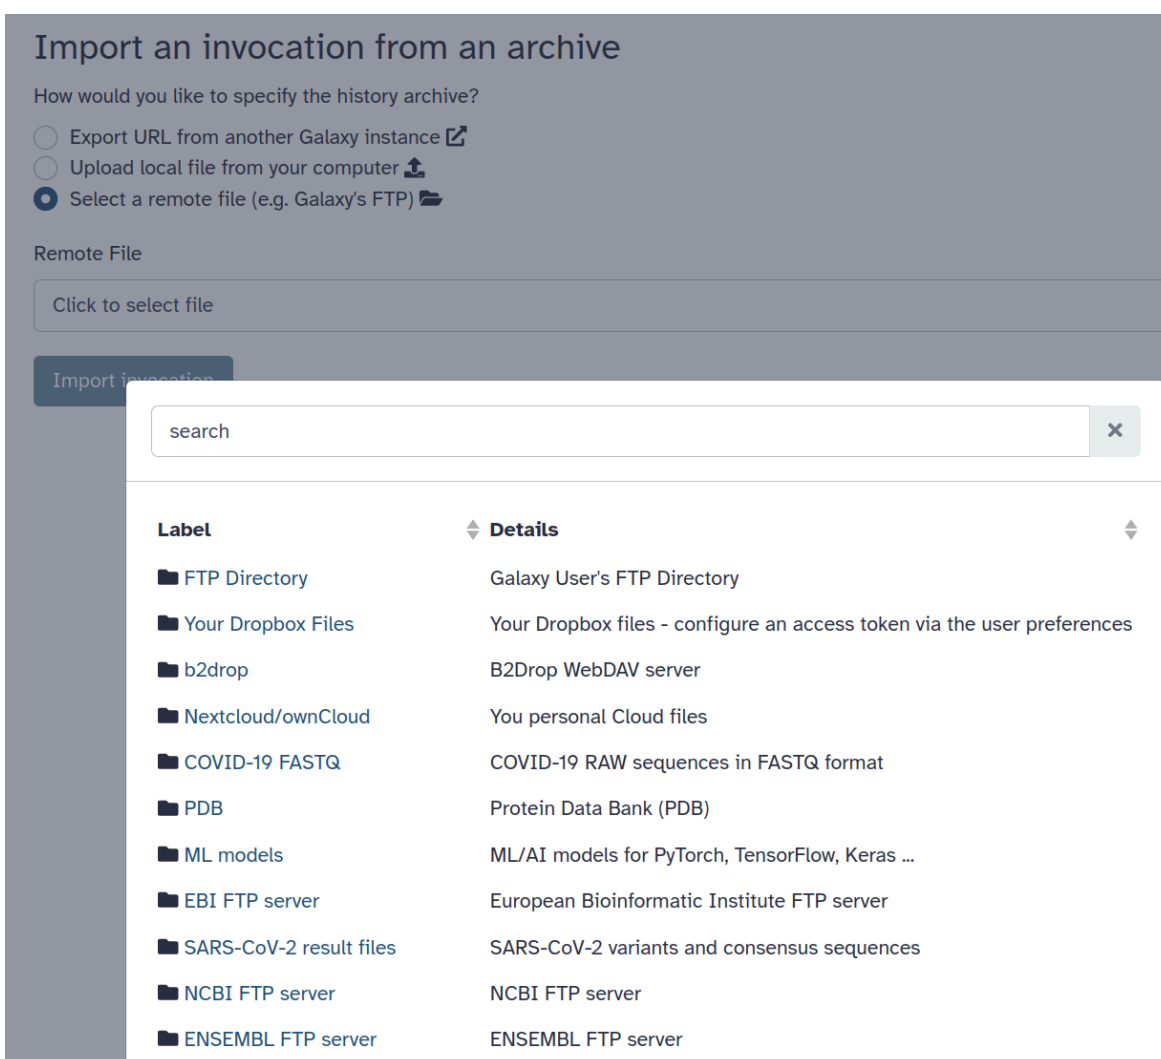 Import an invocation from an archive
How would you like to specify the history archive?
Export URL from another Galaxy instance
Upload local file from your computer
Select a remote file (e.g. Galaxy's FTP)
Remote File
Click to select file
Import invocation
search
Label Details
FTP Directory Galaxy User's FTP Directory
Your Dropbox Files Your Dropbox files - configure an access token via the user preferences
b2drop B2Drop WebDAV server
Nextcloud/ownCloud You personal Cloud files
COVID-19 FASTQ COVID-19 RAW sequences in FASTQ format
PDB Protein Data Bank (PDB)
ML models ML/AI models for PyTorch, TensorFlow, Keras ...
EBI FTP server European Bioinformatic Institute FTP server
SARS-CoV-2 result files SARS-CoV-2 variants and consensus sequences
NCBI FTP server NCBI FTP server
ENSEMBL FTP server ENSEMBL FTP server